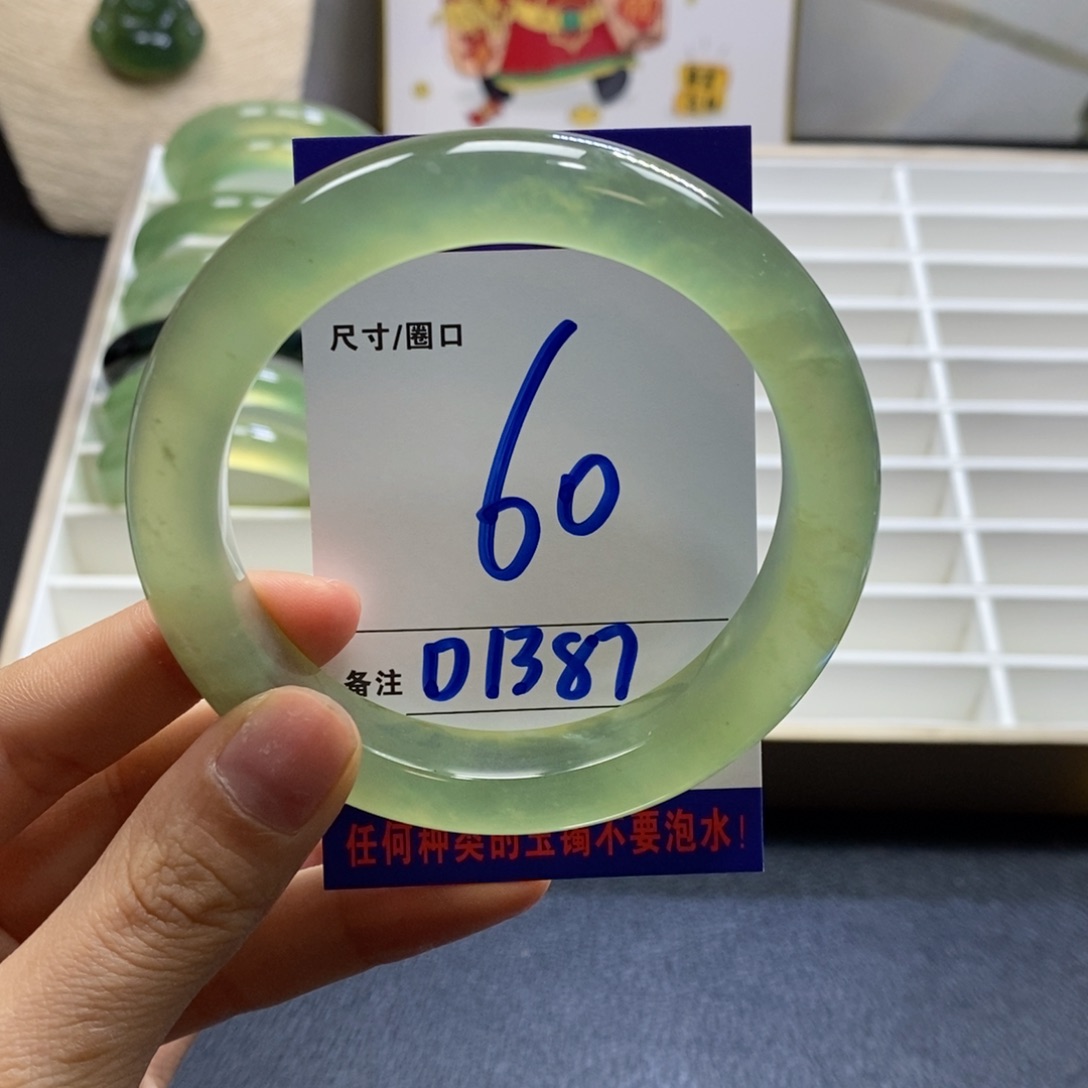 尺寸/圈口
60
备注 D1387
任何种类的玉镯不要泡水!